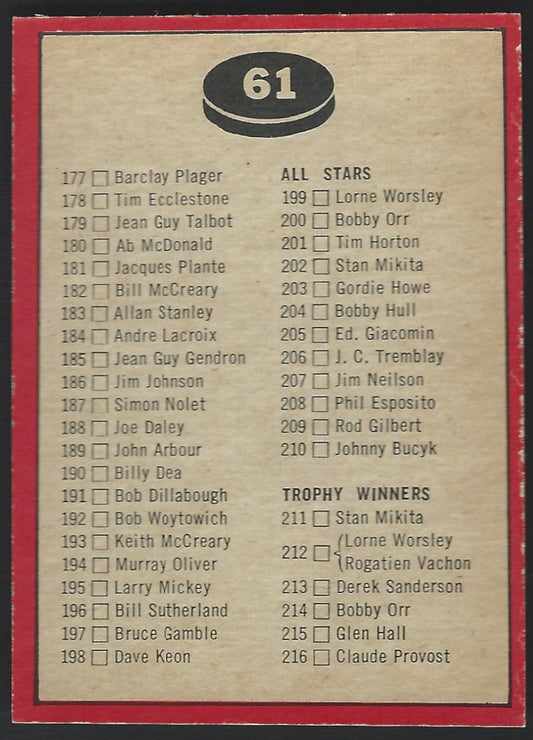 61
177 Barclay Plager
178 Tim Ecclestone
179 Jean Guy Talbot
180 Ab McDonald
181 Jacques Plante
182 Bill McCreary
183 Allan Stanley
184 Andre Lacroix
185 Jean Guy Gendron
186 Jim Johnson
187 Simon Nolet
188 Joe Daley
189 John Arbour
190 Billy Dea
191 Bob Dillabough
192 Bob Woytowich
193 Keith McCreary
194 Murray Oliver
195 Larry Mickey
196 Bill Sutherland
197 Bruce Gamble
198 Dave Keon
ALL STARS
199 Lorne Worsley
200 Bobby Orr
201 Tim Horton
202 Stan Mikita
203 Gordie Howe
204 Bobby Hull
205 Ed. Giacomin
206 J. C. Tremblay
207 Jim Neilson
208 Phil Esposito
209 Rod Gilbert
210 Johnny Bucyk
TROPHY WINNERS
211 Stan Mikita
212 Lorne Worsley
Rogatien Vachon
213 Derek Sanderson
214 Bobby Orr
215 Glen Hall
216 Claude Provost